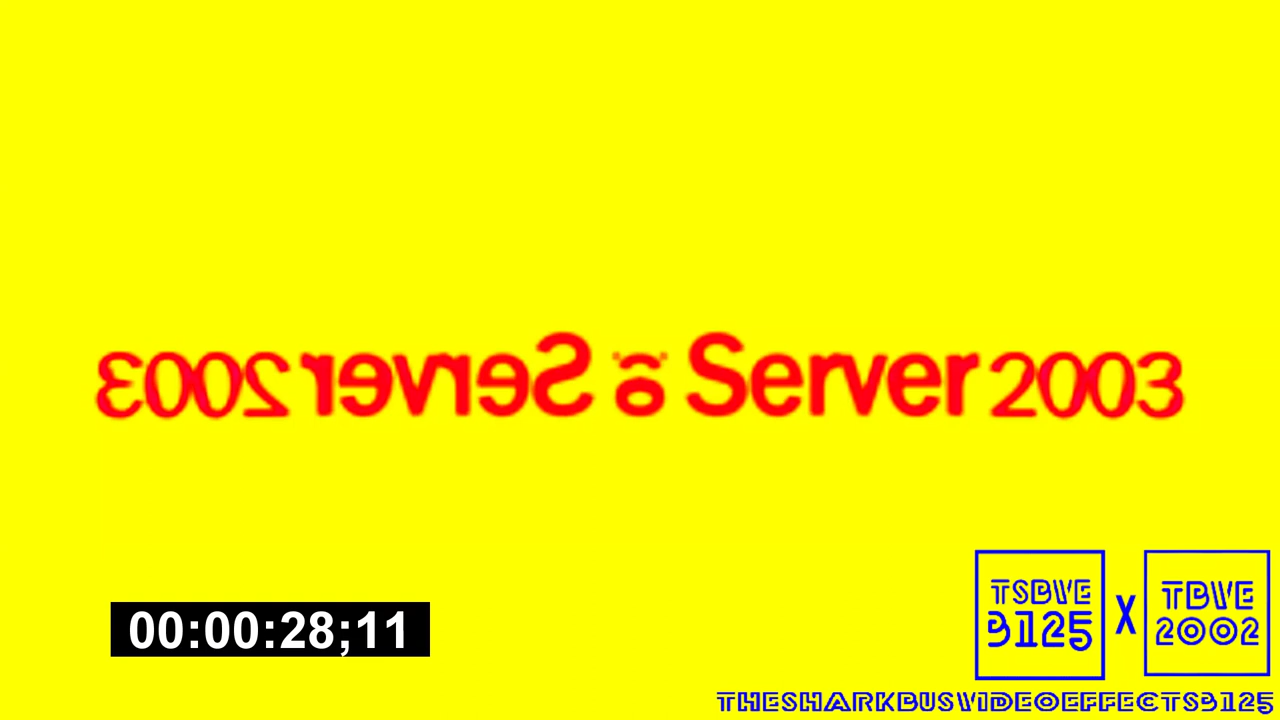 Server 2003
00:00:28;11
TSBVE
B125
X
TBVE
2002
THESHARKBUSVIDEOEFFECTSB125